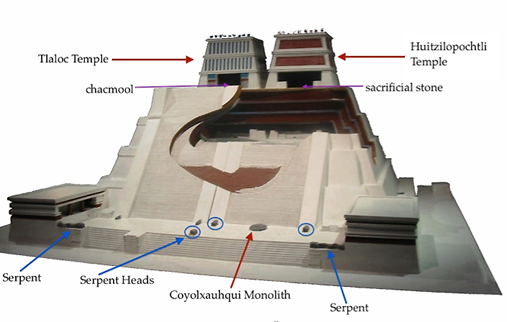 Tlaloc Temple
Huitzilopochtli
Temple
chacmool
sacrificial stone
Serpent
Serpent Heads
Coyolxauhqui Monolith
Serpent